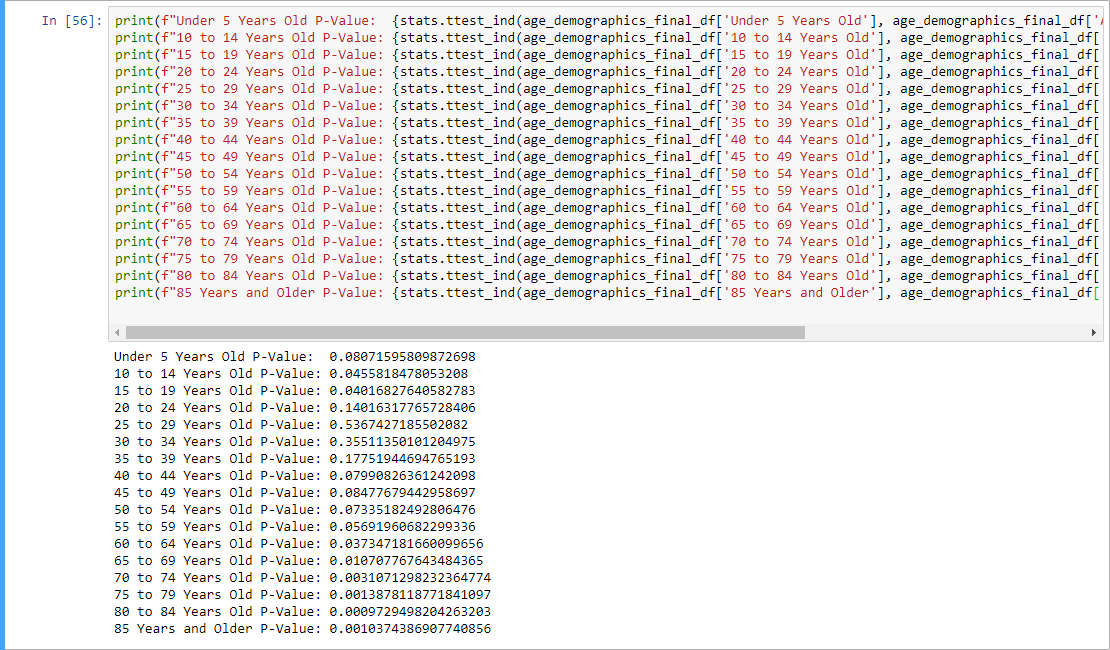 In [56]:
print(f"Under 5 Years Old P-Value:  {stats.ttest_ind(age_demographics_final_df['Under 5 Years Old'], age_demographics_final_df['A
print(f"10 to 14 Years Old P-Value: {stats.ttest_ind(age_demographics_final_df['10 to 14 Years Old'], age_demographics_final_df[
print(f"15 to 19 Years Old P-Value: {stats.ttest_ind(age_demographics_final_df['15 to 19 Years Old'], age_demographics_final_df[
print(f"20 to 24 Years Old P-Value: {stats.ttest_ind(age_demographics_final_df['20 to 24 Years Old'], age_demographics_final_df[
print(f"25 to 29 Years Old P-Value: {stats.ttest_ind(age_demographics_final_df['25 to 29 Years Old'], age_demographics_final_df[
print(f"30 to 34 Years Old P-Value: {stats.ttest_ind(age_demographics_final_df['30 to 34 Years Old'], age_demographics_final_df[
print(f"35 to 39 Years Old P-Value: {stats.ttest_ind(age_demographics_final_df['35 to 39 Years Old'], age_demographics_final_df[
print(f"40 to 44 Years Old P-Value: {stats.ttest_ind(age_demographics_final_df['40 to 44 Years Old'], age_demographics_final_df[
print(f"45 to 49 Years Old P-Value: {stats.ttest_ind(age_demographics_final_df['45 to 49 Years Old'], age_demographics_final_df[
print(f"50 to 54 Years Old P-Value: {stats.ttest_ind(age_demographics_final_df['50 to 54 Years Old'], age_demographics_final_df[
print(f"55 to 59 Years Old P-Value: {stats.ttest_ind(age_demographics_final_df['55 to 59 Years Old'], age_demographics_final_df[
print(f"60 to 64 Years Old P-Value: {stats.ttest_ind(age_demographics_final_df['60 to 64 Years Old'], age_demographics_final_df[
print(f"65 to 69 Years Old P-Value: {stats.ttest_ind(age_demographics_final_df['65 to 69 Years Old'], age_demographics_final_df[
print(f"70 to 74 Years Old P-Value: {stats.ttest_ind(age_demographics_final_df['70 to 74 Years Old'], age_demographics_final_df[
print(f"75 to 79 Years Old P-Value: {stats.ttest_ind(age_demographics_final_df['75 to 79 Years Old'], age_demographics_final_df[
print(f"80 to 84 Years Old P-Value: {stats.ttest_ind(age_demographics_final_df['80 to 84 Years Old'], age_demographics_final_df[
print(f"85 Years and Older P-Value: {stats.ttest_ind(age_demographics_final_df['85 Years and Older'], age_demographics_final_df[
Under 5 Years Old P-Value:  0.08071595809872698
10 to 14 Years Old P-Value: 0.0455818478053208
15 to 19 Years Old P-Value: 0.04016827640582783
20 to 24 Years Old P-Value: 0.14016317765728406
25 to 29 Years Old P-Value: 0.5367427185502082
30 to 34 Years Old P-Value: 0.35511350101204975
35 to 39 Years Old P-Value: 0.17751944694765193
40 to 44 Years Old P-Value: 0.07990826361242098
45 to 49 Years Old P-Value: 0.08477679442958697
50 to 54 Years Old P-Value: 0.07335182492806476
55 to 59 Years Old P-Value: 0.05691960682299336
60 to 64 Years Old P-Value: 0.037347181660099656
65 to 69 Years Old P-Value: 0.010707767643484365
70 to 74 Years Old P-Value: 0.0031071298232364774
75 to 79 Years Old P-Value: 0.0013878118771841097
80 to 84 Years Old P-Value: 0.0009729498204263203
85 Years and Older P-Value: 0.0010374386907740856